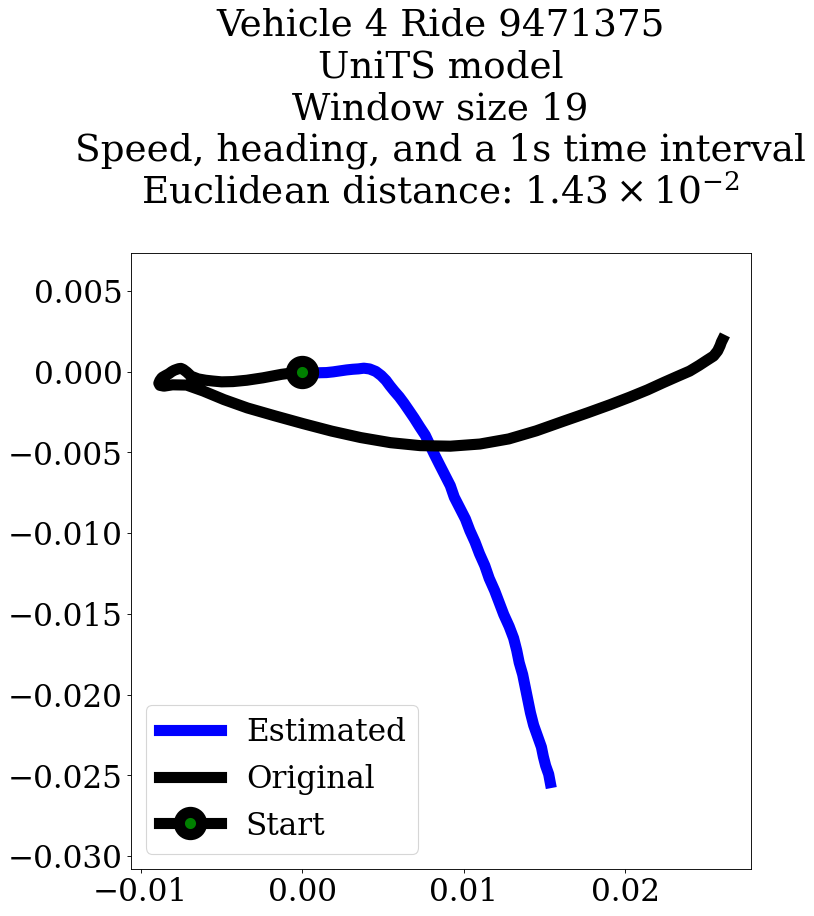 Vehicle 4 Ride 9471375
UniTS model
Window size 19
Speed, heading, and a 1s time interval
Euclidean distance: 1.43 × 10⁻²
0.005
0.000
−0.005
−0.010
−0.015
−0.020
−0.025
−0.030
Estimated
Original
Start
−0.01 0.00 0.01 0.02